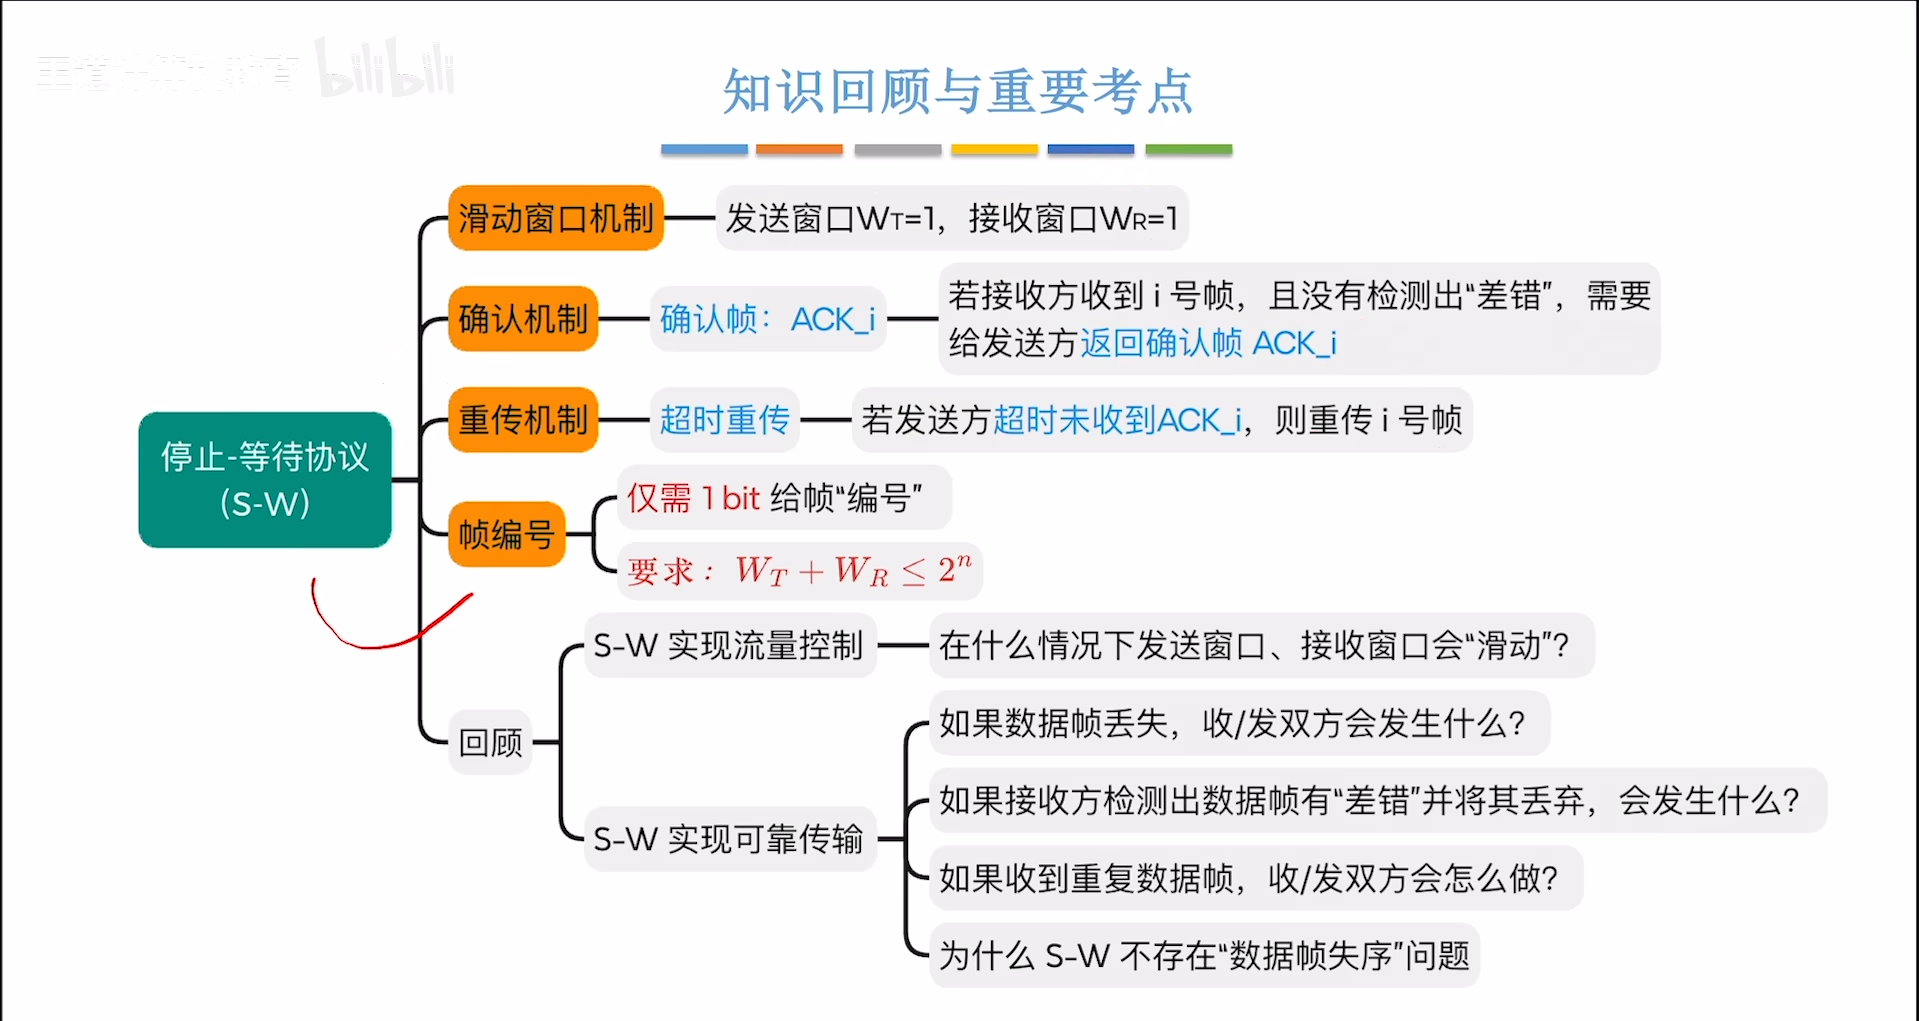 bilibili
知识回顾与重要考点
滑动窗口机制
发送窗口WT=1，接收窗口WR=1
确认机制
确认帧：ACK_i
若接收方收到 i 号帧，且没有检测出“差错”，需要
给发送方返回确认帧 ACK_i
重传机制
超时重传
若发送方超时未收到ACK_i，则重传 i 号帧
停止-等待协议
(S-W)
帧编号
仅需 1 bit 给帧“编号”
要求：W_T + W_R ≤ 2^n
回顾
S-W 实现流量控制
在什么情况下发送窗口、接收窗口会“滑动”？
S-W 实现可靠传输
如果数据帧丢失，收/发双方会发生什么？
如果接收方检测出数据帧有“差错”并将其丢弃，会发生什么？
如果收到重复数据帧，收/发双方会怎么做？
为什么 S-W 不存在“数据帧失序”问题